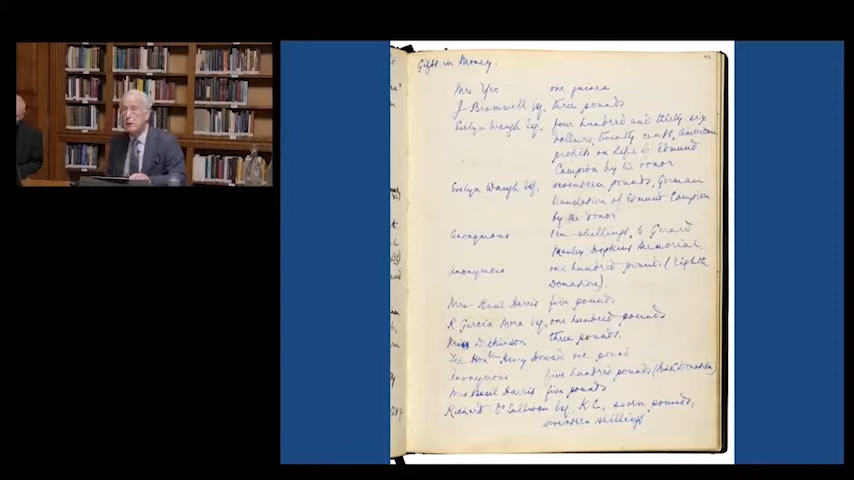 Gifts in Money.
Mrs Yeo one guinea
J Bramwell Esq. three pounds
Evelyn Waugh Esq. four hundred and thirty six
dollars, twenty cents, American
profits on Life of Edmund
Campion by the donor
Evelyn Waugh Esq. seventeen pounds, German
translation of Edmund Campion
by the donor
Anonymous ten shillings, to Gerard
Manley Hopkins Memorial.
Anonymous one hundred pounds (Eighth
Donation)
Mrs Basil Harris five pounds
R Garcia Mora Esq, one hundred pounds
Miss Dickinson three pounds.
The Honble Henry Howard one pound
Anonymous five hundred pounds ( Donation)
Mrs Basil Harris five pounds
Richard O'Sullivan Esq, K.C., seven pounds,
shillings